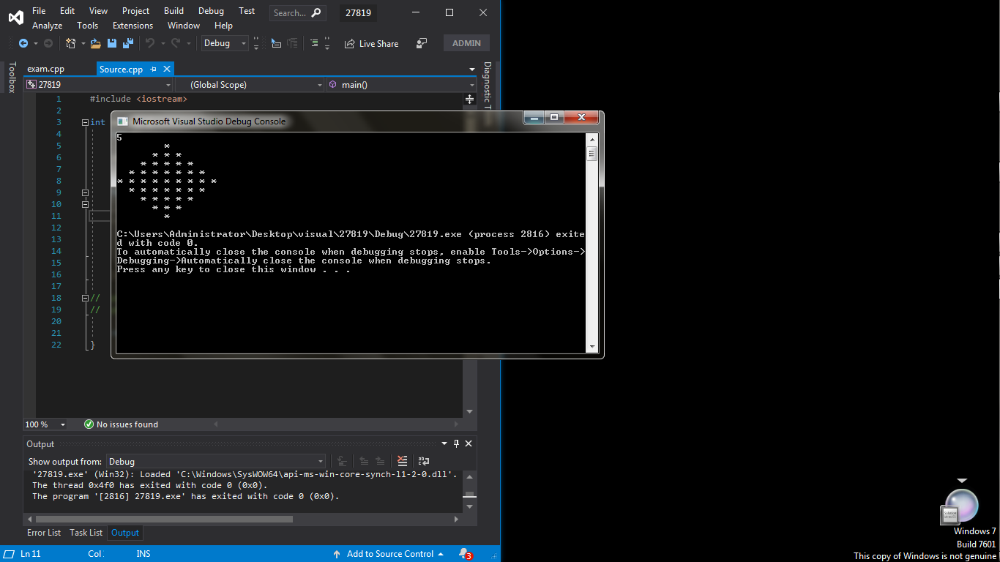 File Edit View Project Build Debug Test Search... 27819
Analyze Tools Extensions Window Help
Debug Live Share ADMIN
Toolbox
exam.cpp Source.cpp
27819 (Global Scope) main()
1 #include <iostream>
2
3 int
4
5
6
7
8
9
10
11
12
13
14
15
16
17
18 //
19 //
20
21
22 }
Diagnostic T
Microsoft Visual Studio Debug Console
5
*
* * *
* * * * *
* * * * * * *
* * * * * * * * *
* * * * * * *
* * * * *
* * *
*
C:\Users\Administrator\Desktop\visual\27819\Debug\27819.exe (process 2816) exite
d with code 0.
To automatically close the console when debugging stops, enable Tools->Options->
Debugging->Automatically close the console when debugging stops.
Press any key to close this window . . .
100 % No issues found
Output
Show output from: Debug
'27819.exe' (Win32): Loaded 'C:\Windows\SysWOW64\api-ms-win-core-synch-l1-2-0.dll'.
The thread 0x4f0 has exited with code 0 (0x0).
The program '[2816] 27819.exe' has exited with code 0 (0x0).
Error List Task List Output
Ln 11 Col INS Add to Source Control 3
Windows 7
Build 7601
This copy of Windows is not genuine